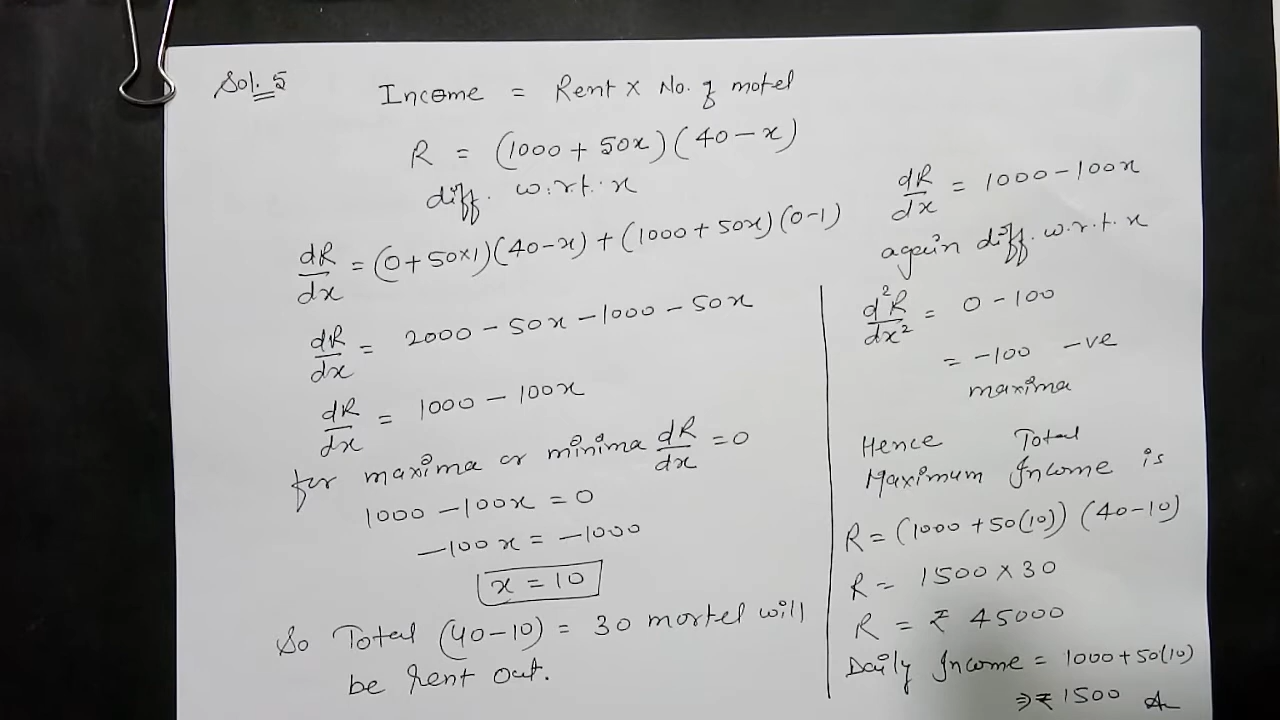 Sol. 5
Income = Rent × No. of motel
R = (1000 + 50x)(40 - x)
diff. w.r.t. x
dR/dx = (0 + 50×1)(40-x) + (1000 + 50x)(0-1)
dR/dx = 2000 - 50x - 1000 - 50x
dR/dx = 1000 - 100x
for maxima or minima dR/dx = 0
1000 - 100x = 0
-100x = -1000
x = 10
So Total (40-10) = 30 mortel will
be Rent out.
dR/dx = 1000 - 100x
again diff. w.r.t. x
d²R/dx² = 0 - 100
= -100 -ve
maxima
Hence Total
Maximum Income is
R = (1000 + 50(10)) (40-10)
R = 1500 × 30
R = ₹ 45000
Daily Income = 1000 + 50(10)
⇒ ₹ 1500 A